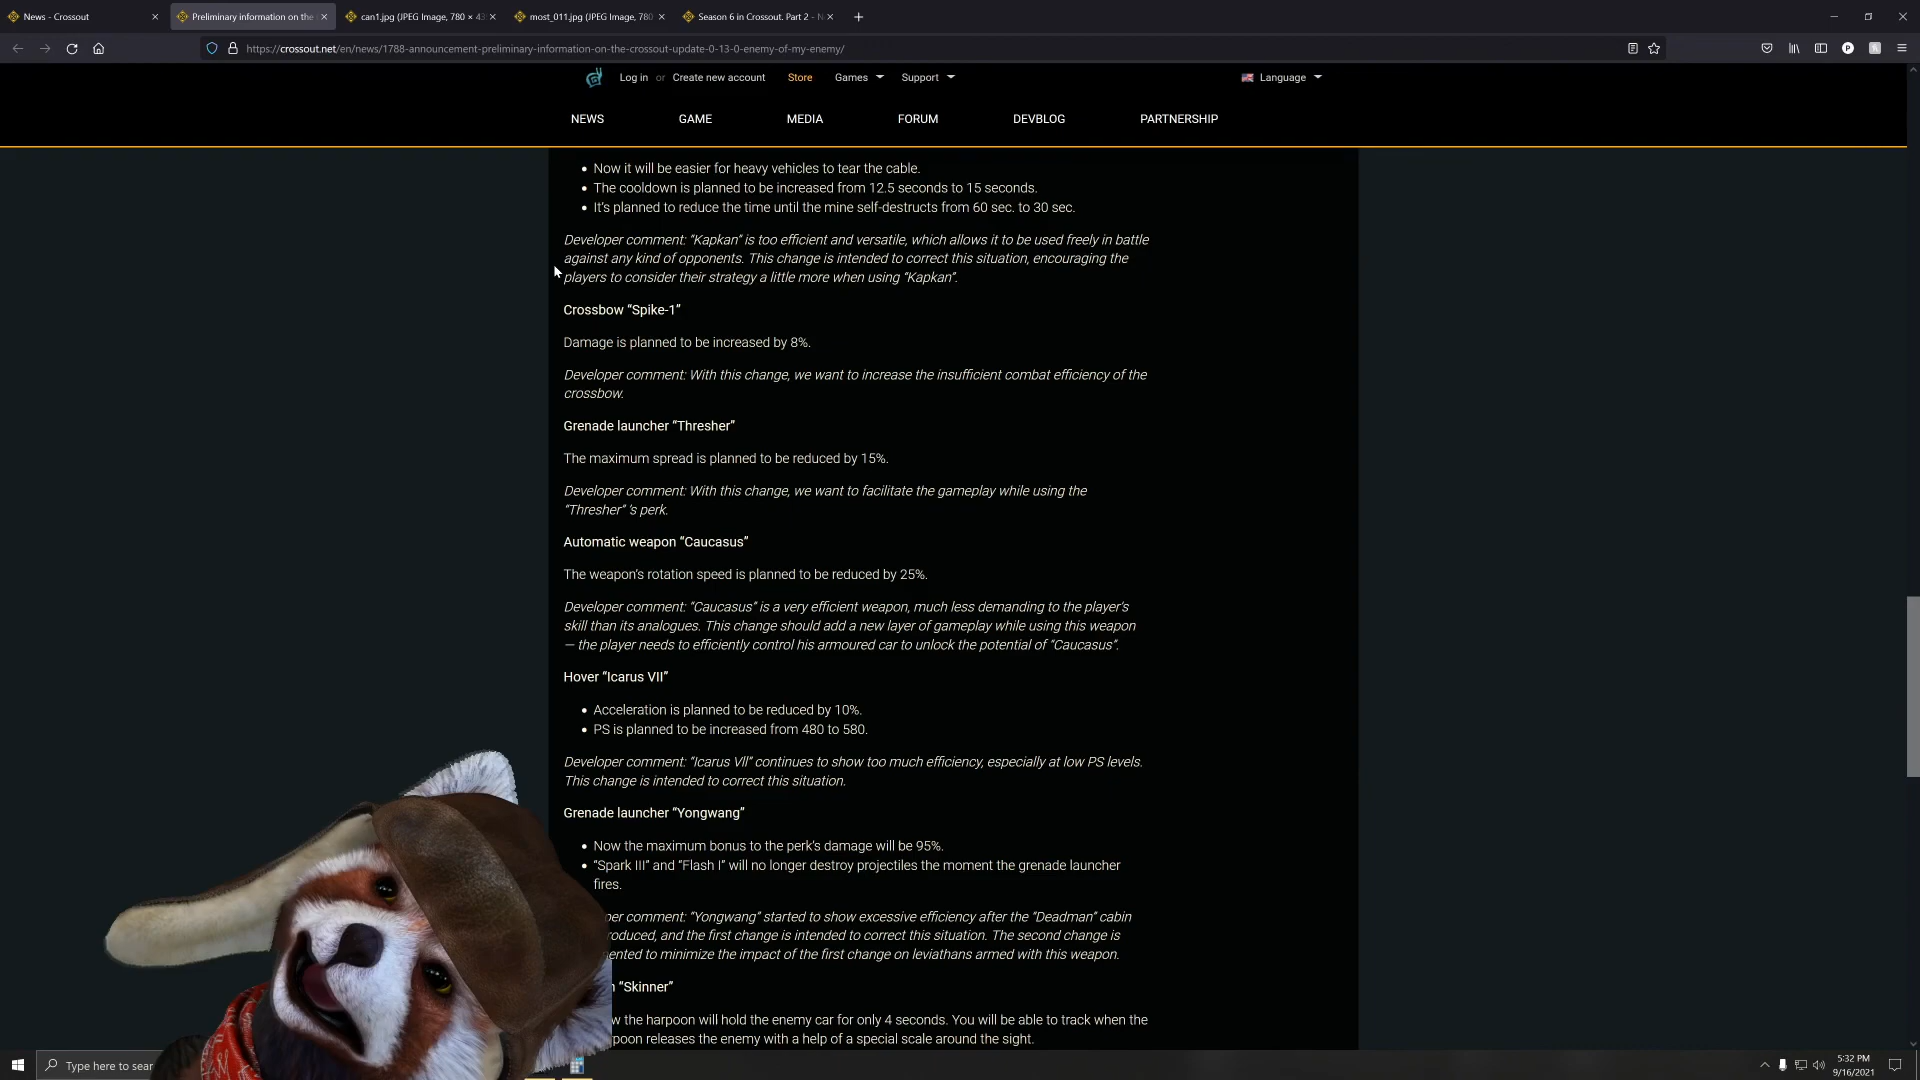 News - Crossout
Preliminary information on the
can1.jpg (JPEG Image, 780 × 43
most_011.jpg (JPEG Image, 780
Season 6 in Crossout. Part 2 - N
https://crossout.net/en/news/1788-announcement-preliminary-information-on-the-crossout-update-0-13-0-enemy-of-my-enemy/
Log in or Create new account Store Games Support Language
NEWS GAME MEDIA FORUM DEVBLOG PARTNERSHIP
Now it will be easier for heavy vehicles to tear the cable.
The cooldown is planned to be increased from 12.5 seconds to 15 seconds.
It's planned to reduce the time until the mine self-destructs from 60 sec. to 30 sec.
Developer comment: “Kapkan” is too efficient and versatile, which allows it to be used freely in battle
against any kind of opponents. This change is intended to correct this situation, encouraging the
players to consider their strategy a little more when using “Kapkan”.
Crossbow “Spike-1”
Damage is planned to be increased by 8%.
Developer comment: With this change, we want to increase the insufficient combat efficiency of the
crossbow.
Grenade launcher “Thresher”
The maximum spread is planned to be reduced by 15%.
Developer comment: With this change, we want to facilitate the gameplay while using the
“Thresher” ’s perk.
Automatic weapon “Caucasus”
The weapon's rotation speed is planned to be reduced by 25%.
Developer comment: “Caucasus” is a very efficient weapon, much less demanding to the player's
skill than its analogues. This change should add a new layer of gameplay while using this weapon
— the player needs to efficiently control his armoured car to unlock the potential of “Caucasus”.
Hover “Icarus VII”
Acceleration is planned to be reduced by 10%.
PS is planned to be increased from 480 to 580.
Developer comment: “Icarus Vll” continues to show too much efficiency, especially at low PS levels.
This change is intended to correct this situation.
Grenade launcher “Yongwang”
Now the maximum bonus to the perk's damage will be 95%.
“Spark III” and “Flash I” will no longer destroy projectiles the moment the grenade launcher
fires.
per comment: “Yongwang” started to show excessive efficiency after the “Deadman” cabin
roduced, and the first change is intended to correct this situation. The second change is
ented to minimize the impact of the first change on leviathans armed with this weapon.
“Skinner”
w the harpoon will hold the enemy car for only 4 seconds. You will be able to track when the
poon releases the enemy with a help of a special scale around the sight.
Type here to sear
5:32 PM
9/16/2021